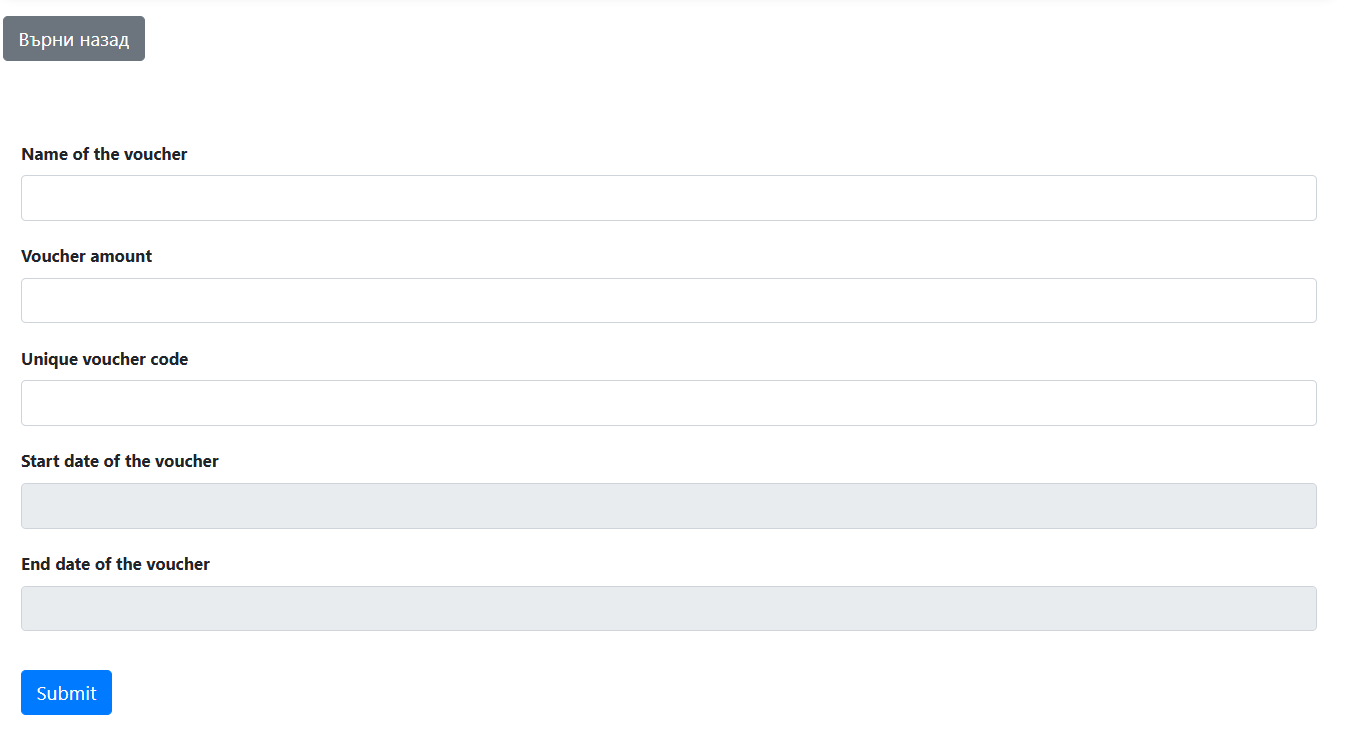 Върни назад
Name of the voucher
Voucher amount
Unique voucher code
Start date of the voucher
End date of the voucher
Submit